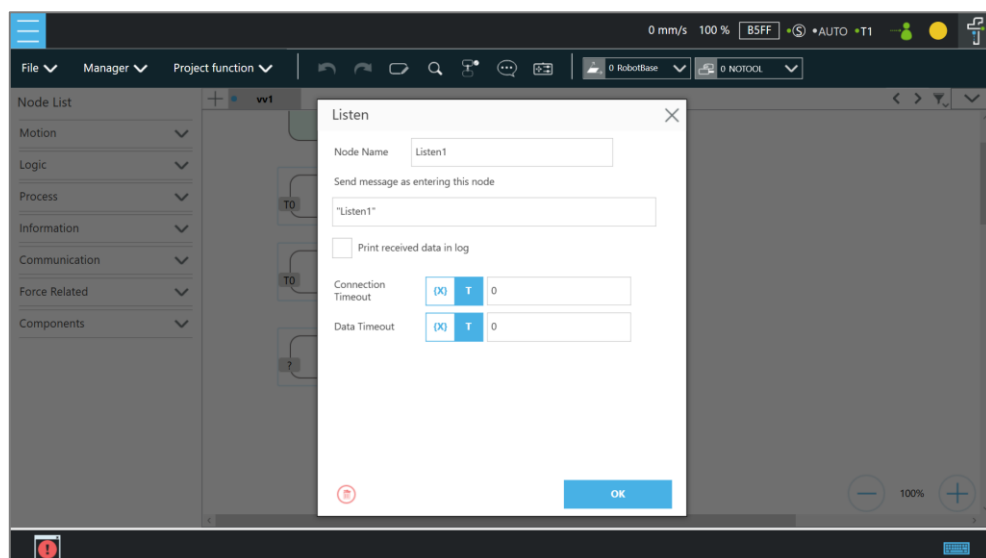 0 mm/s 100 % B5FF S AUTO T1
File Manager Project function 0 RobotBase 0 NOTOOL
Node List
vv1
Motion
Logic
Process
Information
Communication
Force Related
Components
T0
T0
?
Listen
Node Name Listen1
Send message as entering this node
"Listen1"
Print received data in log
Connection
Timeout
(X) T 0
Data Timeout (X) T 0
OK
100%